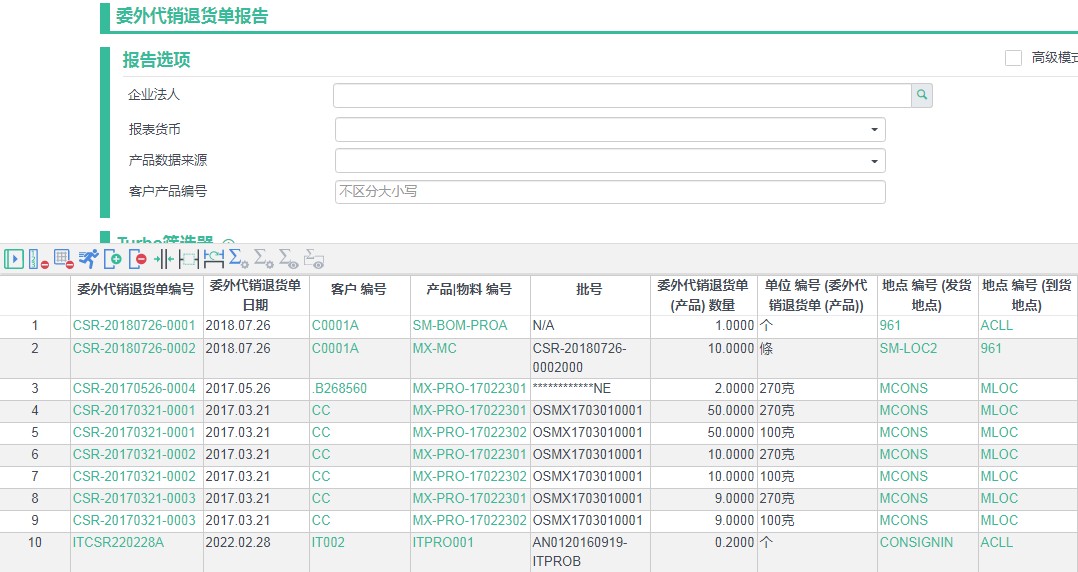 委外代销退货单报告
报告选项
高级模式
企业法人
报表货币
产品数据来源
客户产品编号 不区分大小写
Turbo筛选器
委外代销退货单编号 委外代销退货单日期 客户 编号 产品|物料 编号 批号 委外代销退货单(产品) 数量 单位 编号 (委外代销退货单 (产品)) 地点 编号 (发货地点) 地点 编号 (到货地点)
1 CSR-20180726-0001 2018.07.26 C0001A SM-BOM-PROA N/A 1.0000 个 961 ACLL
2 CSR-20180726-0002 2018.07.26 C0001A MX-MC CSR-20180726-0002000 10.0000 條 SM-LOC2 961
3 CSR-20170526-0004 2017.05.26 .B268560 MX-PRO-17022301 ************NE 2.0000 270克 MCONS MLOC
4 CSR-20170321-0001 2017.03.21 CC MX-PRO-17022301 OSMX1703010001 50.0000 270克 MCONS MLOC
5 CSR-20170321-0001 2017.03.21 CC MX-PRO-17022302 OSMX1703010001 50.0000 100克 MCONS MLOC
6 CSR-20170321-0002 2017.03.21 CC MX-PRO-17022301 OSMX1703010001 10.0000 270克 MCONS MLOC
7 CSR-20170321-0002 2017.03.21 CC MX-PRO-17022302 OSMX1703010001 10.0000 100克 MCONS MLOC
8 CSR-20170321-0003 2017.03.21 CC MX-PRO-17022301 OSMX1703010001 9.0000 270克 MCONS MLOC
9 CSR-20170321-0003 2017.03.21 CC MX-PRO-17022302 OSMX1703010001 9.0000 100克 MCONS MLOC
10 ITCSR220228A 2022.02.28 IT002 ITPRO001 AN0120160919-ITPROB 0.2000 个 CONSIGNIN ACLL